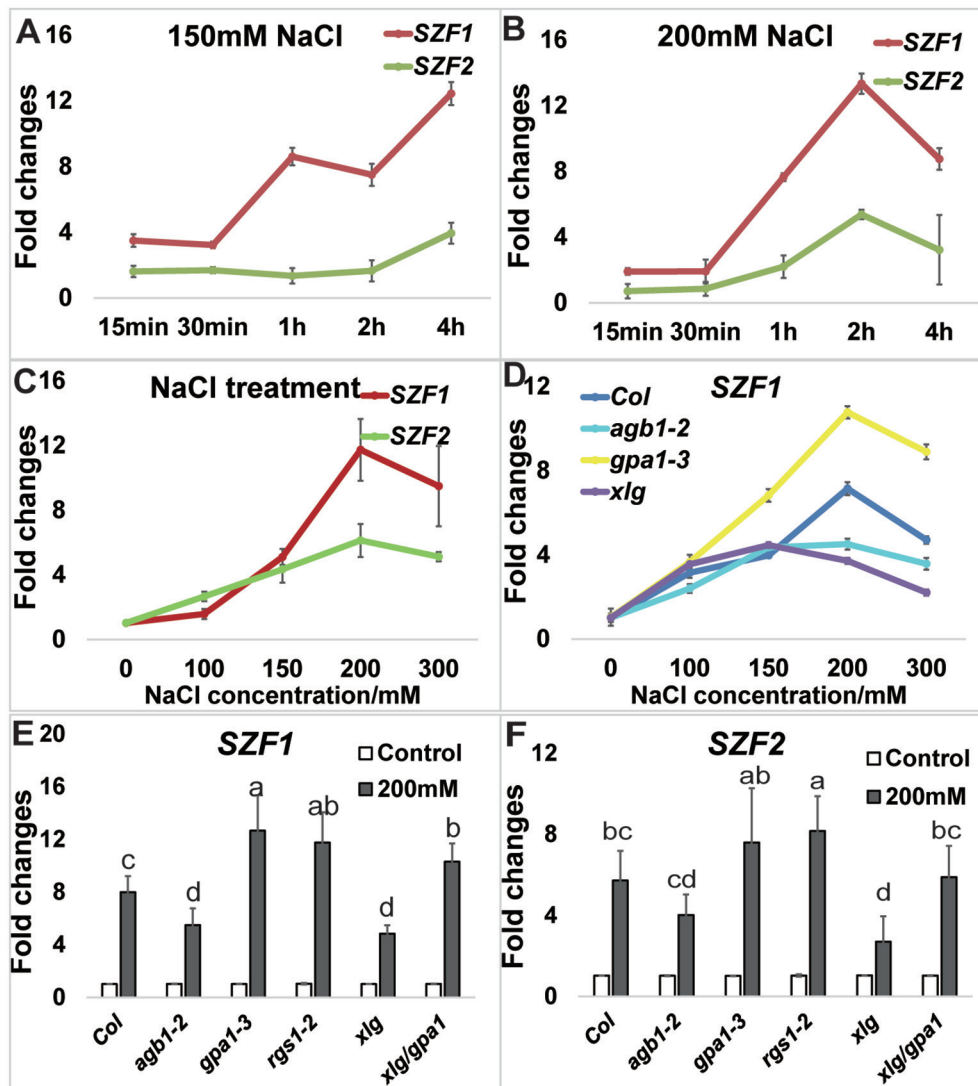 A
150mM NaCl
SZF1
SZF2
Fold changes
16
12
8
4
0
15min 30min 1h 2h 4h
B
200mM NaCl
SZF1
SZF2
Fold changes
16
12
8
4
0
15min 30min 1h 2h 4h
C
NaCl treatment
SZF1
SZF2
Fold changes
16
12
8
4
0
0 100 150 200 300
NaCl concentration/mM
D
SZF1
Col
agb1-2
gpa1-3
xlg
Fold changes
12
8
4
0
0 100 150 200 300
NaCl concentration/mM
E
SZF1
Control
200mM
Fold changes
20
16
12
8
4
0
c d a ab d b
Col agb1-2 gpa1-3 rgs1-2 xlg xlg/gpa1
F
SZF2
Control
200mM
Fold changes
12
8
4
0
bc cd ab a d bc
Col agb1-2 gpa1-3 rgs1-2 xlg xlg/gpa1